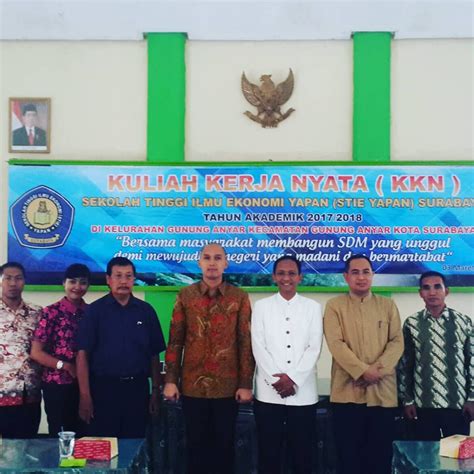 KULIAH KERJA NYATA ( KKN )
SEKOLAH TINGGI ILMU EKONOMI YAPAN (STIE YAPAN) SURABAYA
TAHUN AKADEMIK 2017 2018
DI KELURAHAN GUNUNG ANYAR KECAMATAN GUNUNG ANYAR KOTA SURABAYA
"Bersama masyarakat membangun SDM yang unggul
demi mewujudkan negeri yang madani dan bermartabat"
03 Maret